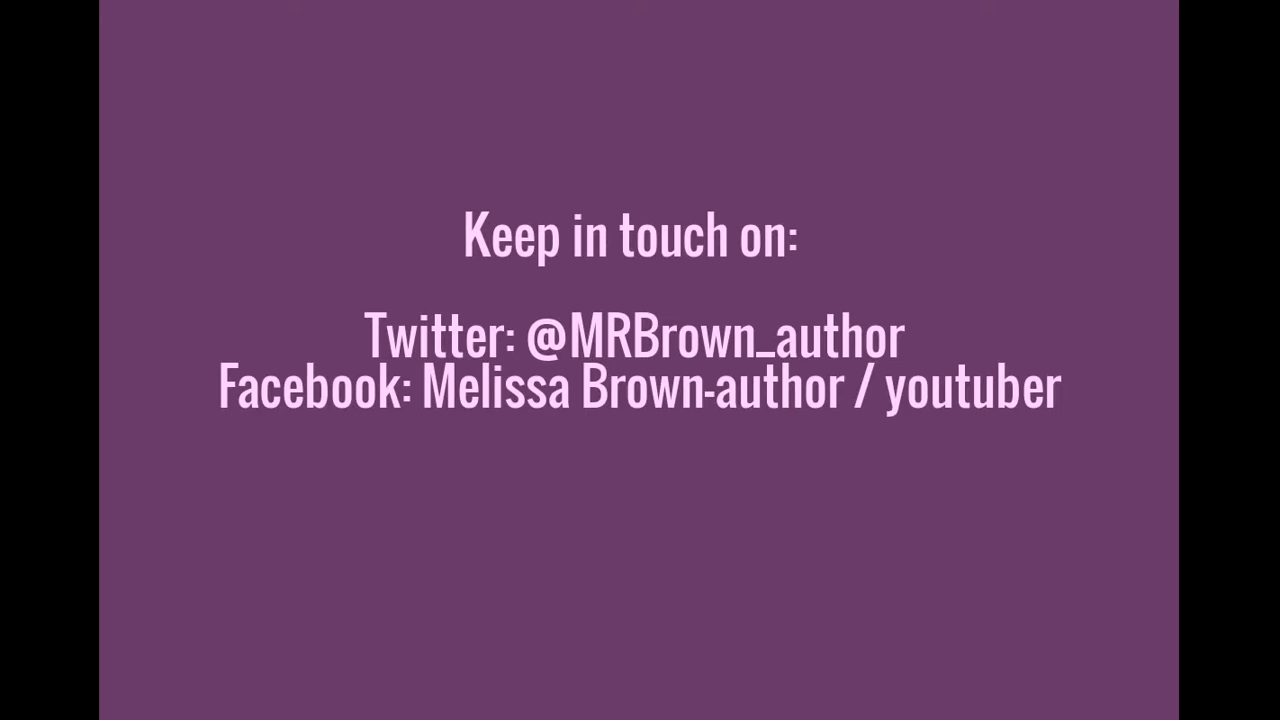 Keep in touch on:
Twitter: @MRBrown_author
Facebook: Melissa Brown-author / youtuber